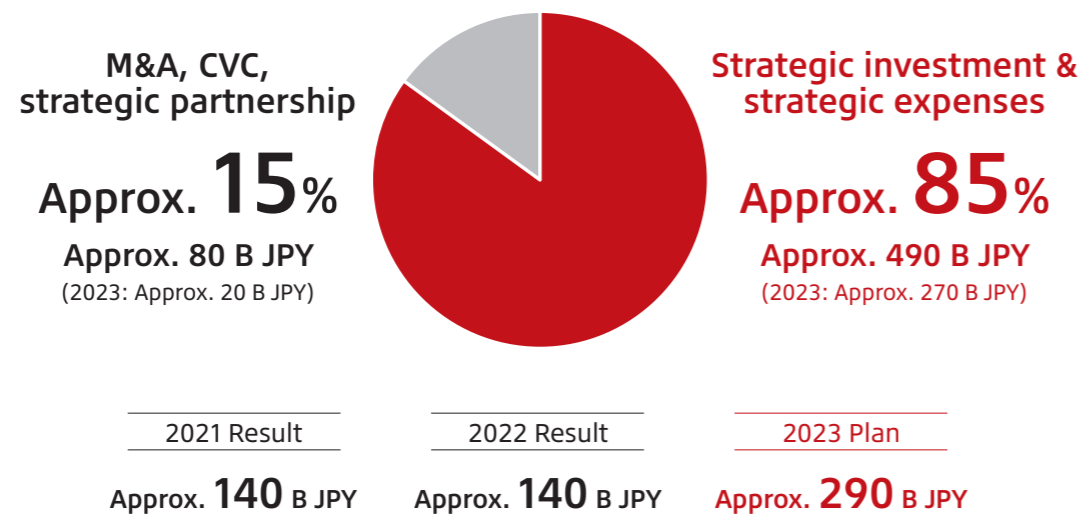 M&A, CVC,
strategic partnership
Approx. 15%
Approx. 80 B JPY
(2023: Approx. 20 B JPY)
Strategic investment &
strategic expenses
Approx. 85%
Approx. 490 B JPY
(2023: Approx. 270 B JPY)
2021 Result
Approx. 140 B JPY
2022 Result
Approx. 140 B JPY
2023 Plan
Approx. 290 B JPY